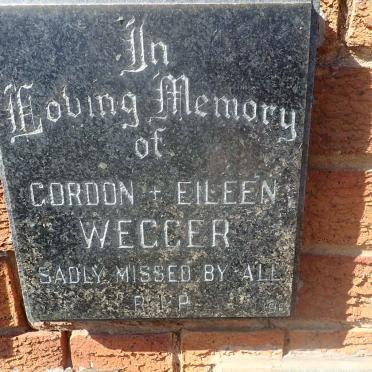 In
Loving Memory
of
GORDON + EILEEN
WEGGER
SADLY MISSED BY ALL
R.I.P.